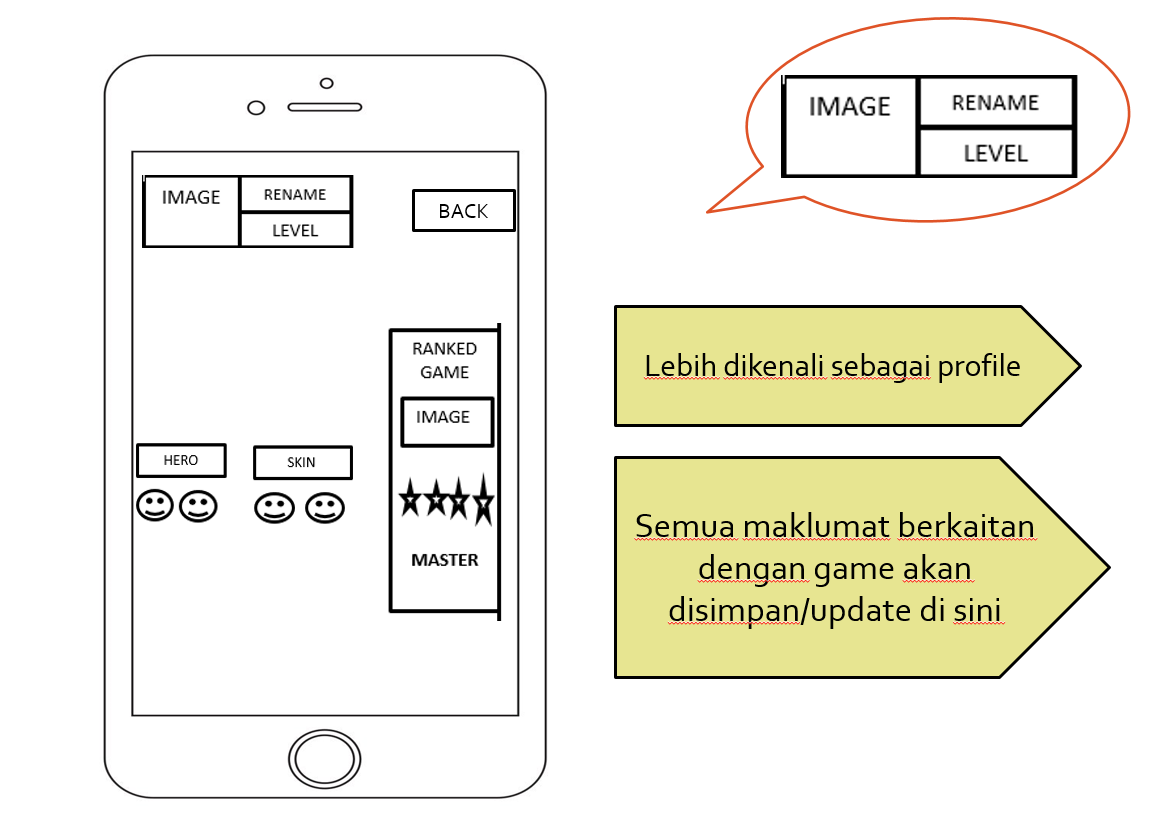 IMAGE
RENAME
LEVEL
BACK
RANKED
GAME
IMAGE
HERO
SKIN
MASTER
IMAGE
RENAME
LEVEL
Lebih dikenali sebagai profile
Semua maklumat berkaitan
dengan game akan
disimpan/update di sini